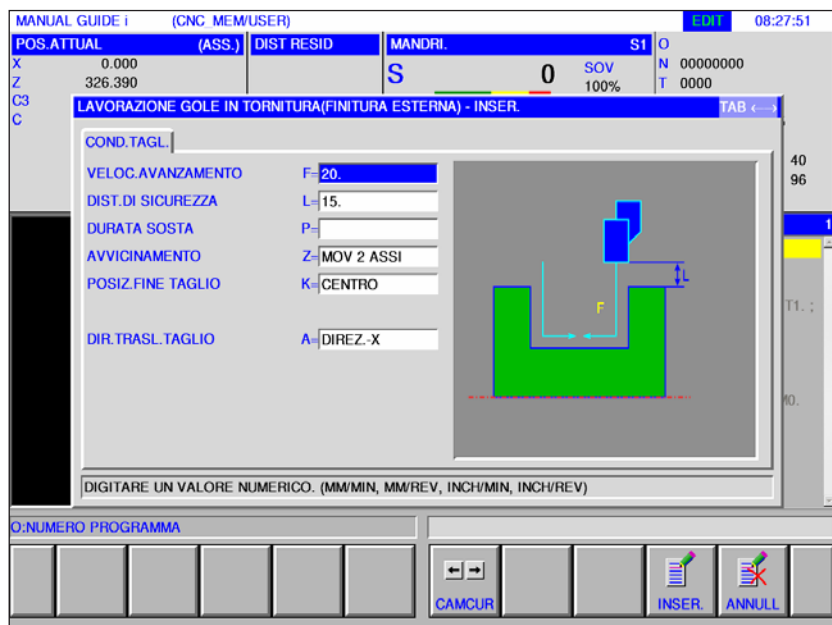 MANUAL GUIDE i (CNC_MEM/USER) EDIT 08:27:51
POS.ATTUAL (ASS.) DIST RESID MANDRI. S1 O
X 0.000 N 00000000
Z 326.390 S 0 SOV 100% T 0000
C3
C
LAVORAZIONE GOLE IN TORNITURA(FINITURA ESTERNA) - INSER. TAB ←→
COND.TAGL.
VELOC.AVANZAMENTO F= 20.
DIST.DI SICUREZZA L= 15.
DURATA SOSTA P=
AVVICINAMENTO Z= MOV 2 ASSI
POSIZ.FINE TAGLIO K= CENTRO
DIR.TRASL.TAGLIO A= DIREZ.-X
L
F
40
96
1
T1. ;
M0.
DIGITARE UN VALORE NUMERICO. (MM/MIN, MM/REV, INCH/MIN, INCH/REV)
O:NUMERO PROGRAMMA
CAMCUR INSER. ANNULL